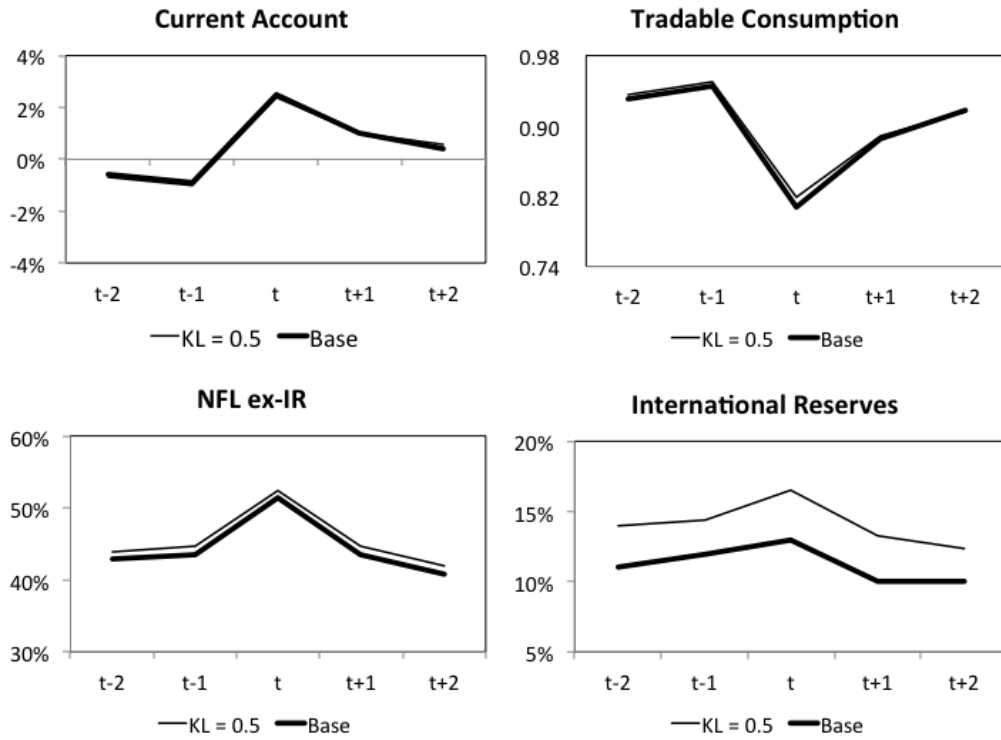 Current Account
4%
2%
0%
-2%
-4%
t-2 t-1 t t+1 t+2
KL = 0.5 Base
Tradable Consumption
0.98
0.90
0.82
0.74
t-2 t-1 t t+1 t+2
KL = 0.5 Base
NFL ex-IR
60%
50%
40%
30%
t-2 t-1 t t+1 t+2
KL = 0.5 Base
International Reserves
20%
15%
10%
5%
t-2 t-1 t t+1 t+2
KL = 0.5 Base